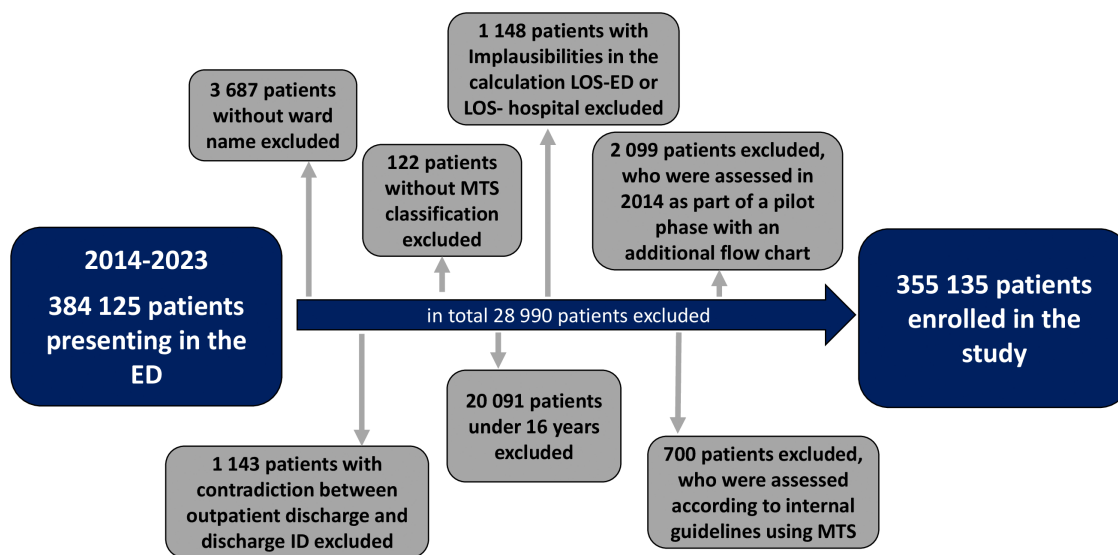 2014-2023
384 125 patients
presenting in the
ED
3 687 patients
without ward
name excluded
1 143 patients with
contradiction between
outpatient discharge and
discharge ID excluded
122 patients
without MTS
classification
excluded
20 091 patients
under 16 years
excluded
1 148 patients with
Implausibilities in the
calculation LOS-ED or
LOS- hospital excluded
700 patients excluded,
who were assessed
according to internal
guidelines using MTS
2 099 patients excluded,
who were assessed in
2014 as part of a pilot
phase with an
additional flow chart
in total 28 990 patients excluded
355 135 patients
enrolled in the
study